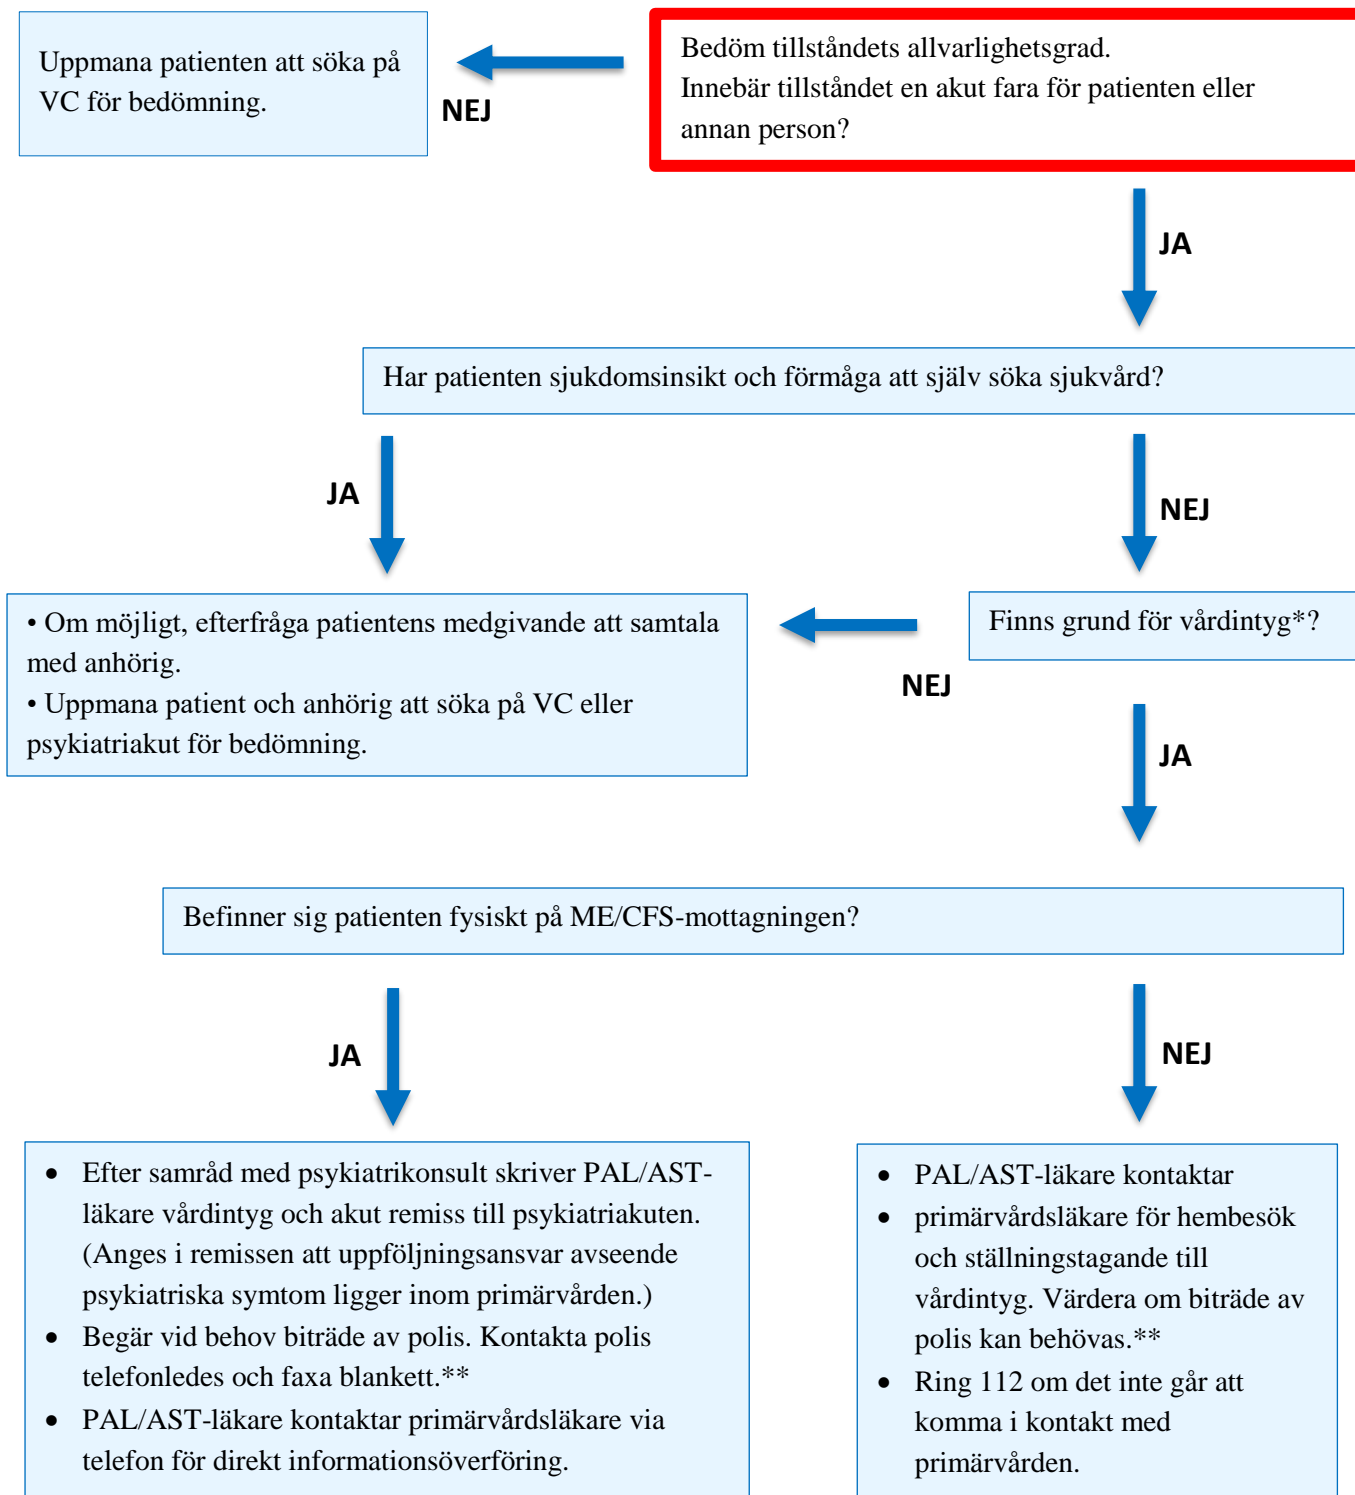 Uppmana patienten att söka på
VC för bedömning.
NEJ
Bedöm tillståndets allvarlighetsgrad.
Innebär tillståndet en akut fara för patienten eller
annan person?
JA
Har patienten sjukdomsinsikt och förmåga att själv söka sjukvård?
JA
NEJ
• Om möjligt, efterfråga patientens medgivande att samtala
med anhörig.
• Uppmana patient och anhörig att söka på VC eller
psykiatriakut för bedömning.
NEJ
Finns grund för vårdintyg*?
JA
Befinner sig patienten fysiskt på ME/CFS-mottagningen?
JA
NEJ
• Efter samråd med psykiatrikonsult skriver PAL/AST-
läkare vårdintyg och akut remiss till psykiatriakuten.
(Anges i remissen att uppföljningsansvar avseende
psykiatriska symtom ligger inom primärvården.)
• Begär vid behov biträde av polis. Kontakta polis
telefonledes och faxa blankett.**
• PAL/AST-läkare kontaktar primärvårdsläkare via
telefon för direkt informationsöverföring.
• PAL/AST-läkare kontaktar
• primärvårdsläkare för hembesök
och ställningstagande till
vårdintyg. Värdera om biträde av
polis kan behövas.**
• Ring 112 om det inte går att
komma i kontakt med
primärvården.